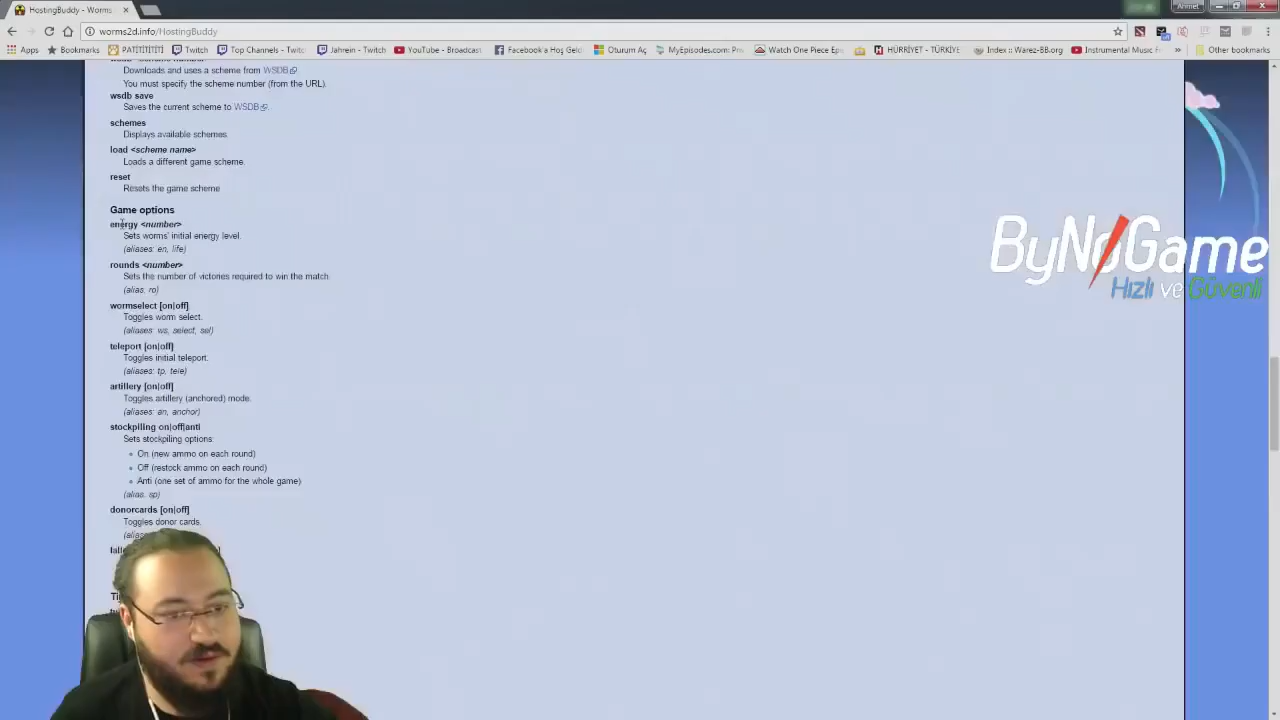 HostingBuddy - Worms
Ahmet
worms2d.info/HostingBuddy
Apps
Bookmarks
PATİTİTİTİ
Twitch
Top Channels - Twitc
Jahrein - Twitch
YouTube - Broadcast
Facebook'a Hoş Geld
Oturum Aç
MyEpisodes.com: Pro
Watch One Piece Epis
HÜRRİYET - TÜRKİYE
Index u Warez-BB.org
Instrumental Music Fr
Other bookmarks
Downloads and uses a scheme from WSDB
You must specify the scheme number (from the URL).
wsdb save
Saves the current scheme to WSDB.
schemes
Displays available schemes.
load <scheme name>
Loads a different game scheme.
reset
Resets the game scheme
Game options
energy <number>
Sets worms' initial energy level.
(aliases: en, life)
rounds <number>
Sets the number of victories required to win the match
(alias: ro)
wormselect [on|off]
Toggles worm select.
(aliases: ws, select, sel)
teleport [on|off]
Toggles initial teleport.
(aliases: tp, tele)
artillery [on|off]
Toggles artillery (anchored) mode.
(aliases: an, anchor)
stockpiling on|off|anti
Sets stockpiling options:
On (new ammo on each round)
Off (restock ammo on each round)
Anti (one set of ammo for the whole game)
(alias: sp)
donorcards [on|off]
Toggles donor cards.
ByNoGame
Hızlı ve Güvenli